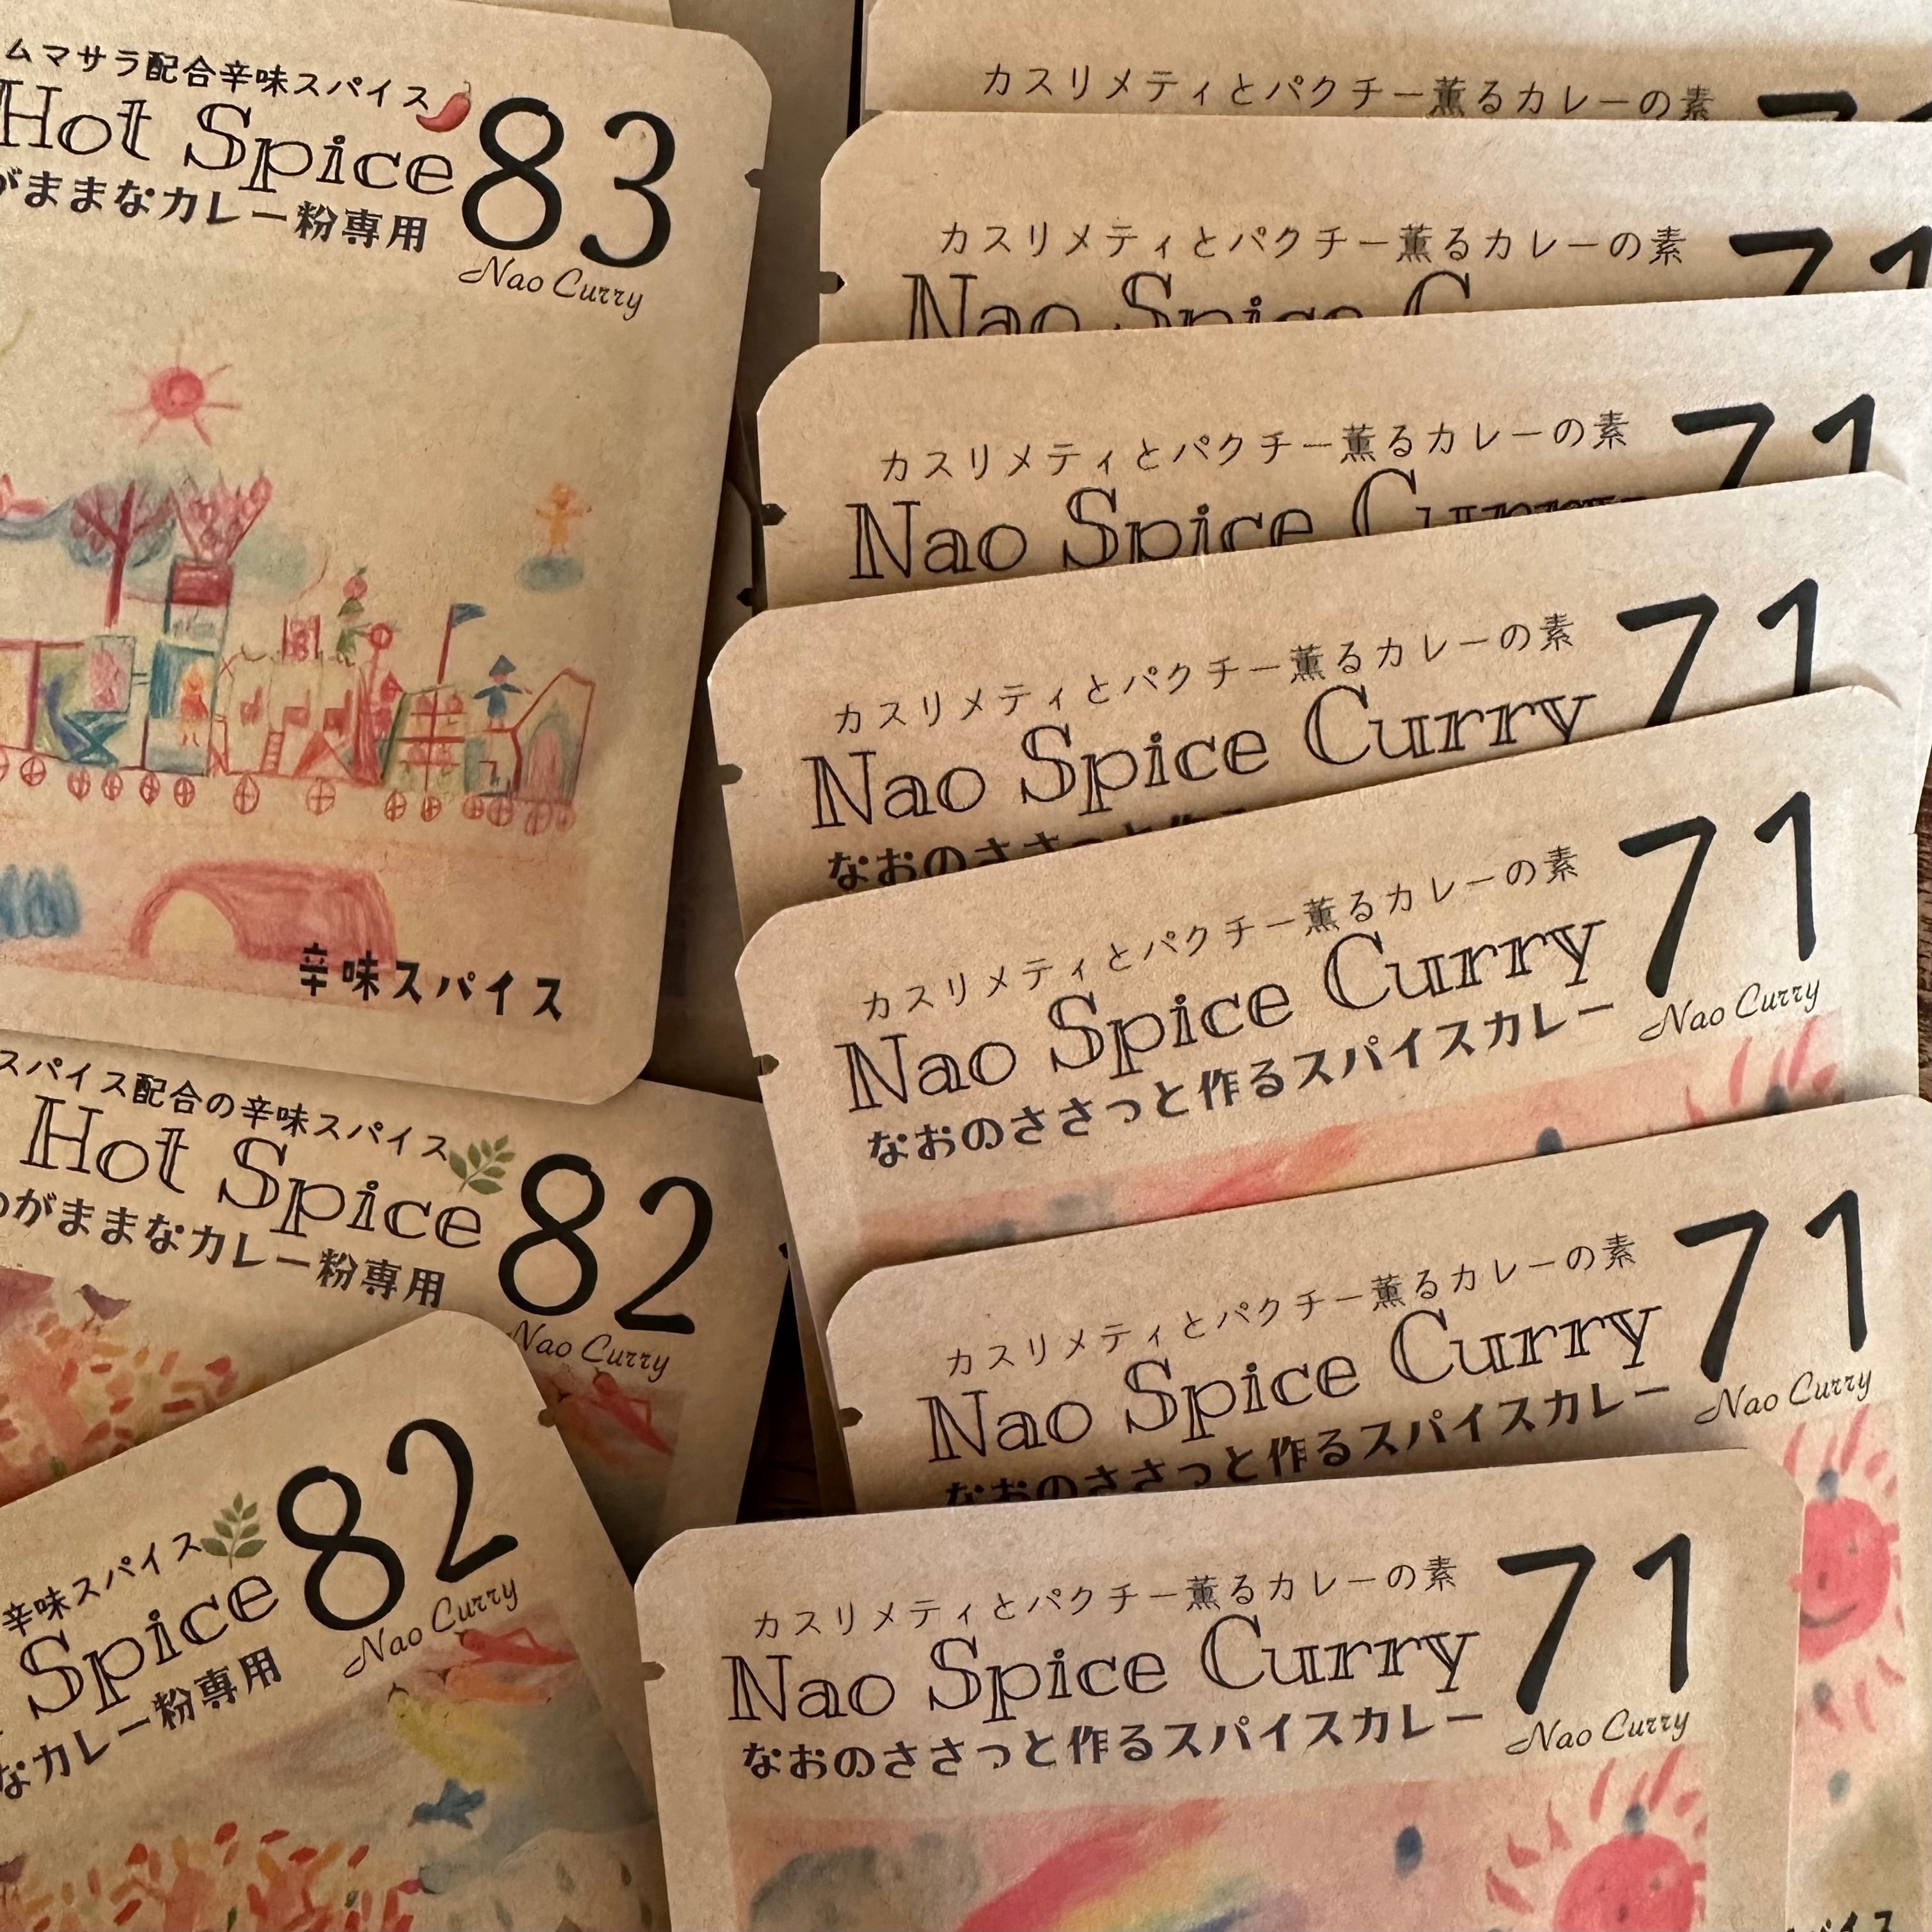 ムマサラ配合辛味スパイス
Hot Spice
がままなカレー粉専用
83
Nao Curry
辛味スパイス
スパイス配合の辛味スパイス
Hot Spice
わがままなカレー粉専用
82
Nao Curry
辛味スパイス
Spice
なカレー粉専用
82
Nao Curry
カスリメティとパクチー薫るカレーの素
71
カスリメティとパクチー薫るカレーの素
Nao Spice C
71
カスリメティとパクチー薫るカレーの素
Nao Spice Curry
71
カスリメティとパクチー薫るカレーの素
Nao Spice Curry
なおのささっと作る
71
カスリメティとパクチー薫るカレーの素
Nao Spice Curry
なおのささっと作るスパイスカレー
71
Nao Curry
カスリメティとパクチー薫るカレーの素
Nao Spice Curry
なおのささっと作るスパイスカレー
71
Nao Curry
カスリメティとパクチー薫るカレーの素
Nao Spice Curry
なおのささっと作るスパイスカレー
71
Nao Curry